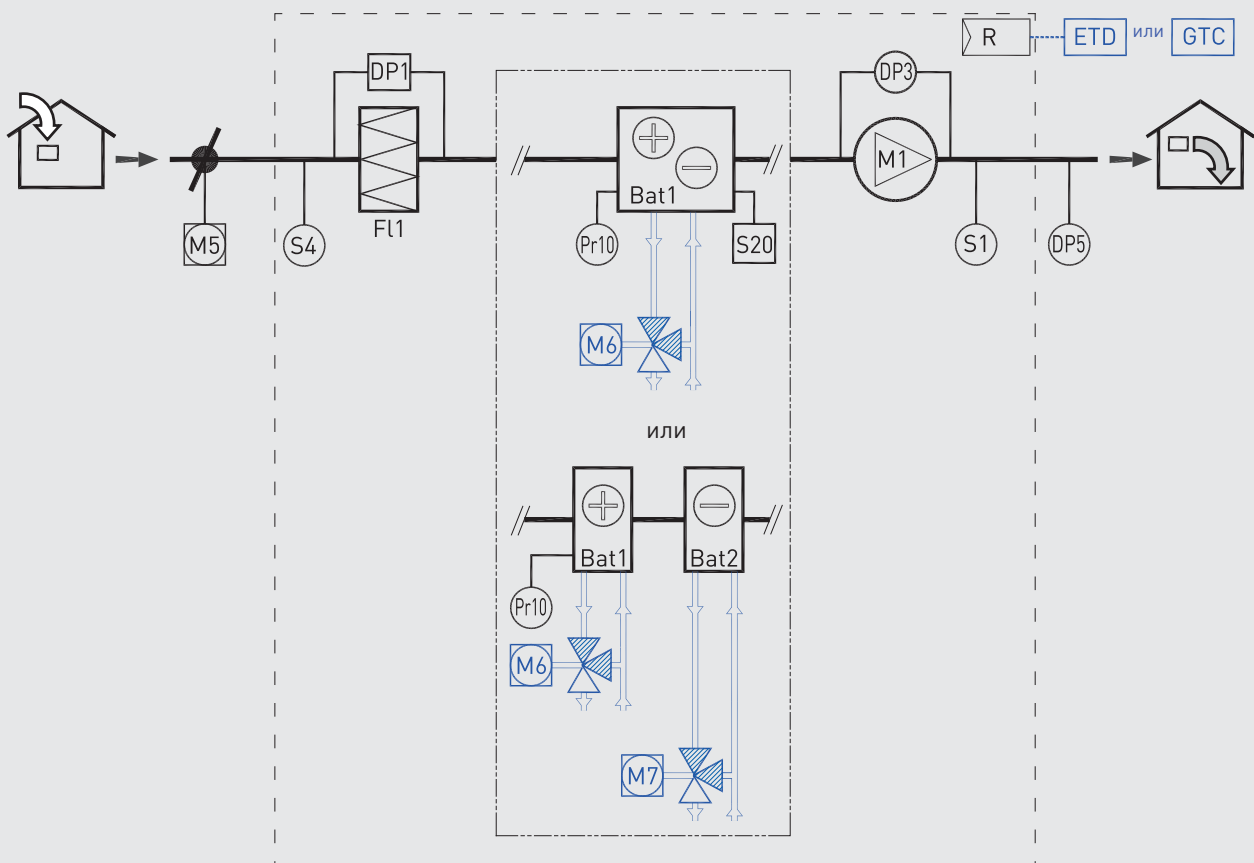 R ETD или GTC
DP1 DP3
M1
Bat1
Fl1
M5 S4 Pr10 S20 S1 DP5
M6
или
Bat1 Bat2
Pr10
M6
M7